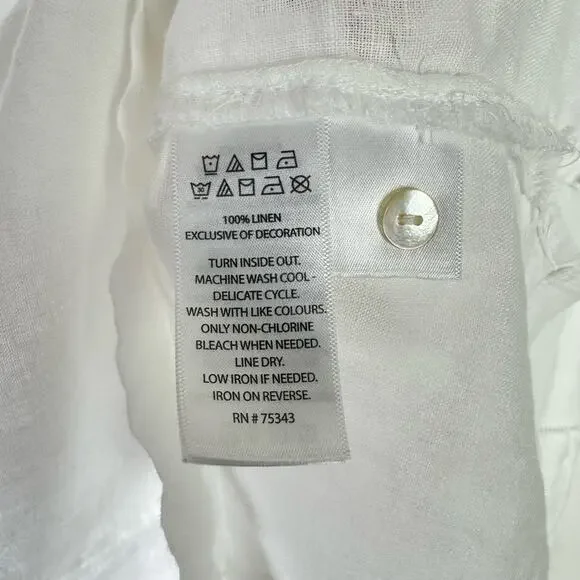 30
100% LINEN
EXCLUSIVE OF DECORATION
TURN INSIDE OUT.
MACHINE WASH COOL -
DELICATE CYCLE.
WASH WITH LIKE COLOURS.
ONLY NON-CHLORINE
BLEACH WHEN NEEDED.
LINE DRY.
LOW IRON IF NEEDED.
IRON ON REVERSE.
RN # 75343